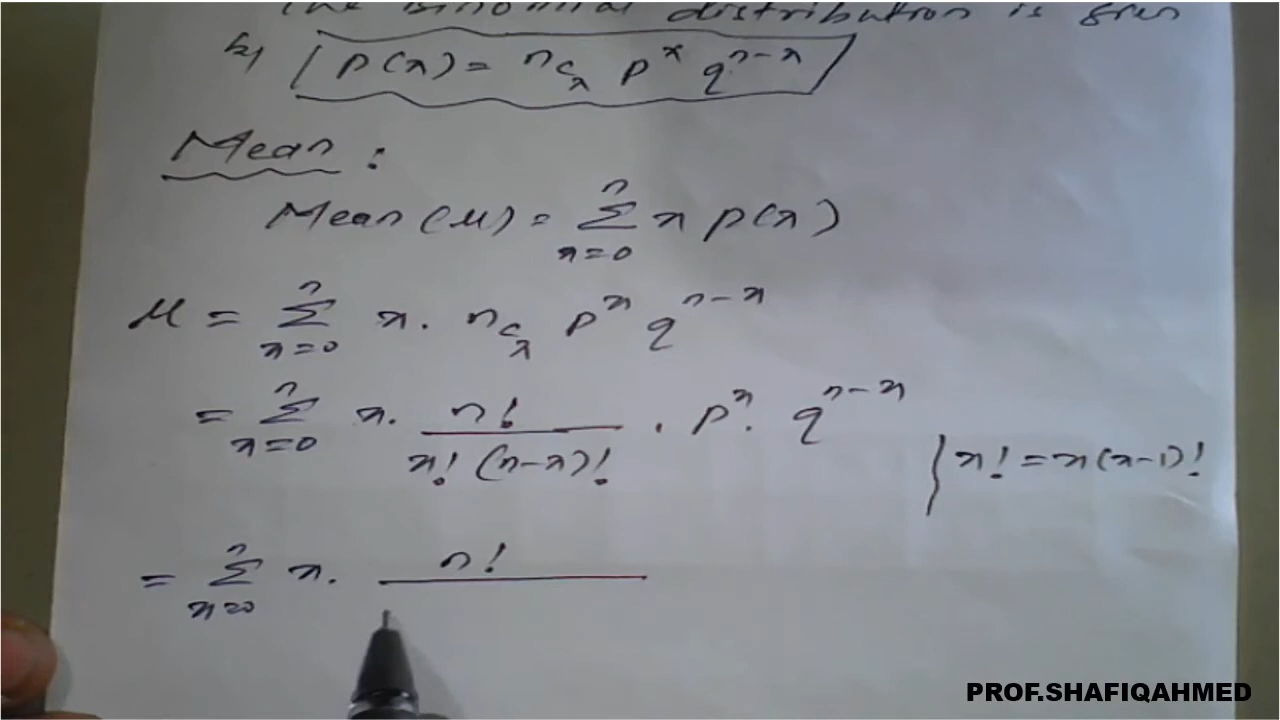 The Binomial distribution is given
by P(x) = nCx p^x q^n-x
Mean :
Mean (μ) = Σ_{x=0}^{n} x p(x)
μ = Σ_{x=0}^{n} x. nCx p^x q^n-x
= Σ_{x=0}^{n} x. n! / x! (n-x)! . p^x. q^n-x
x! = x(x-1)!
= Σ_{x=0}^{n} x. n! /
PROF.SHAFIQAHMED